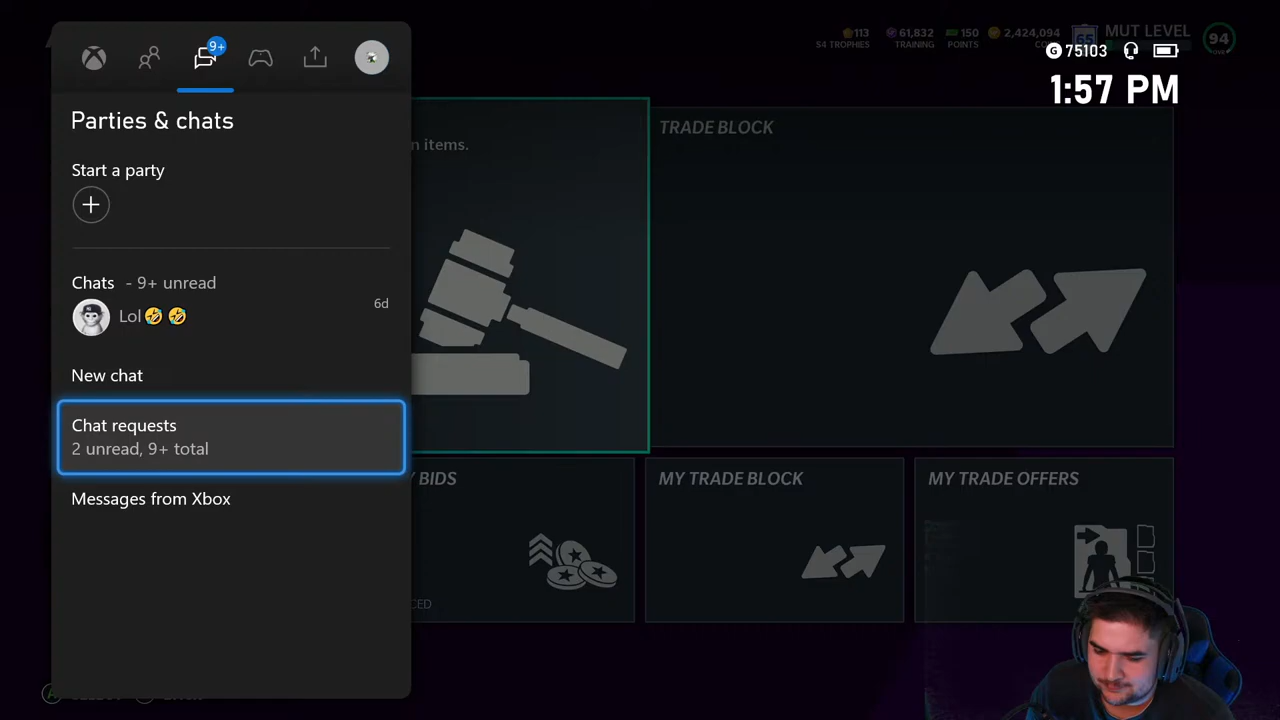 9+
Parties & chats
Start a party
Chats - 9+ unread
Lol🤣 🤣
6d
New chat
Chat requests
2 unread, 9+ total
Messages from Xbox
n items.
TRADE BLOCK
BIDS
MY TRADE BLOCK
MY TRADE OFFERS
113
S4 TROPHIES
61,832
TRAINING
150
POINTS
2,424,094
65
MUT LEVEL
94
G 75103
1:57 PM